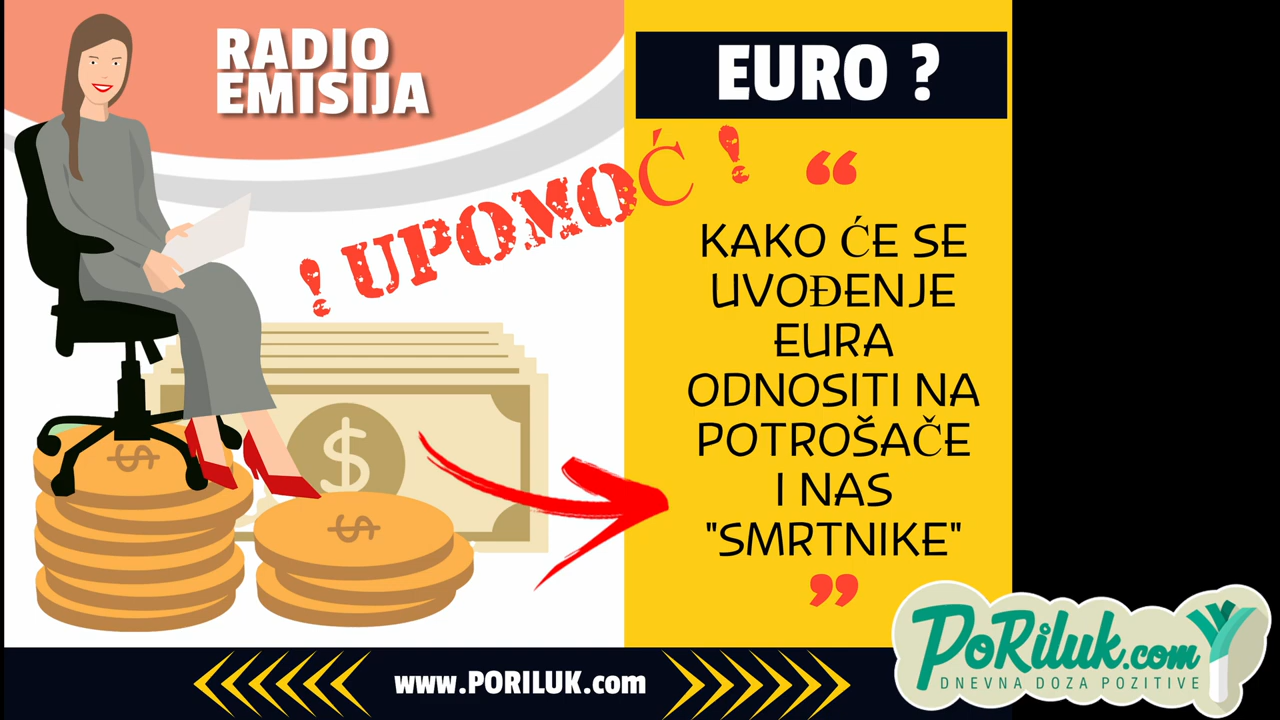 RADIO
EMISIJA
! UPOMOĆ !
$
$
$
www.PORILUK.com
EURO ?
“
KAKO ĆE SE
UVOĐENJE
EURA
ODNOSITI NA
POTROŠAČE
I NAS
"SMRTNIKE"
”
PoRiluk.com
DNEVNA DOZA POZITIVE